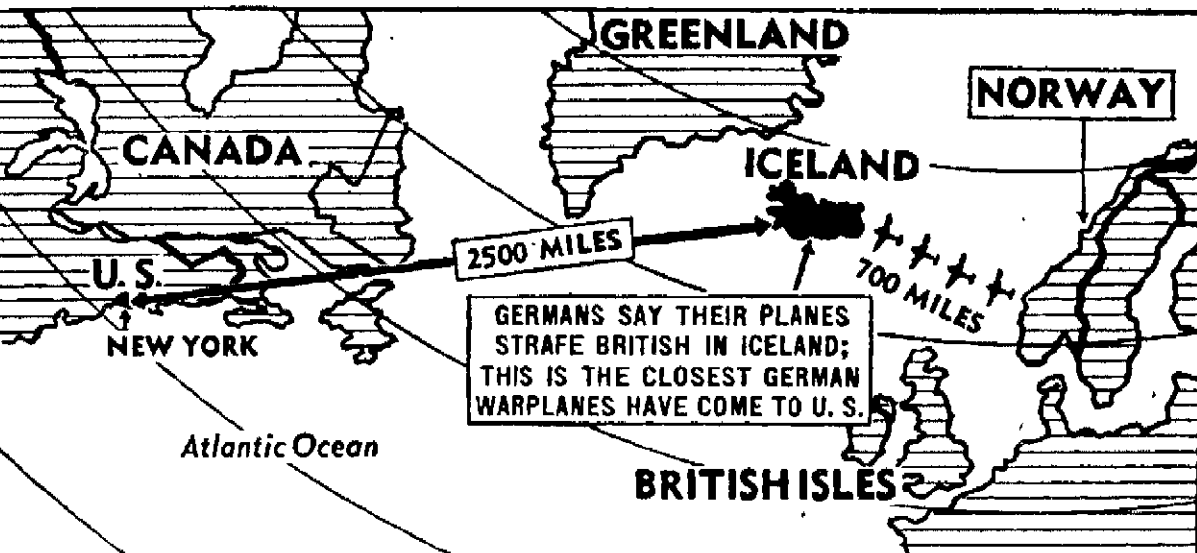 GREENLAND
NORWAY
CANADA
ICELAND
2500 MILES
700 MILES
U. S.
NEW YORK
GERMANS SAY THEIR PLANES
STRAFE BRITISH IN ICELAND;
THIS IS THE CLOSEST GERMAN
WARPLANES HAVE COME TO U. S.
Atlantic Ocean
BRITISH ISLES